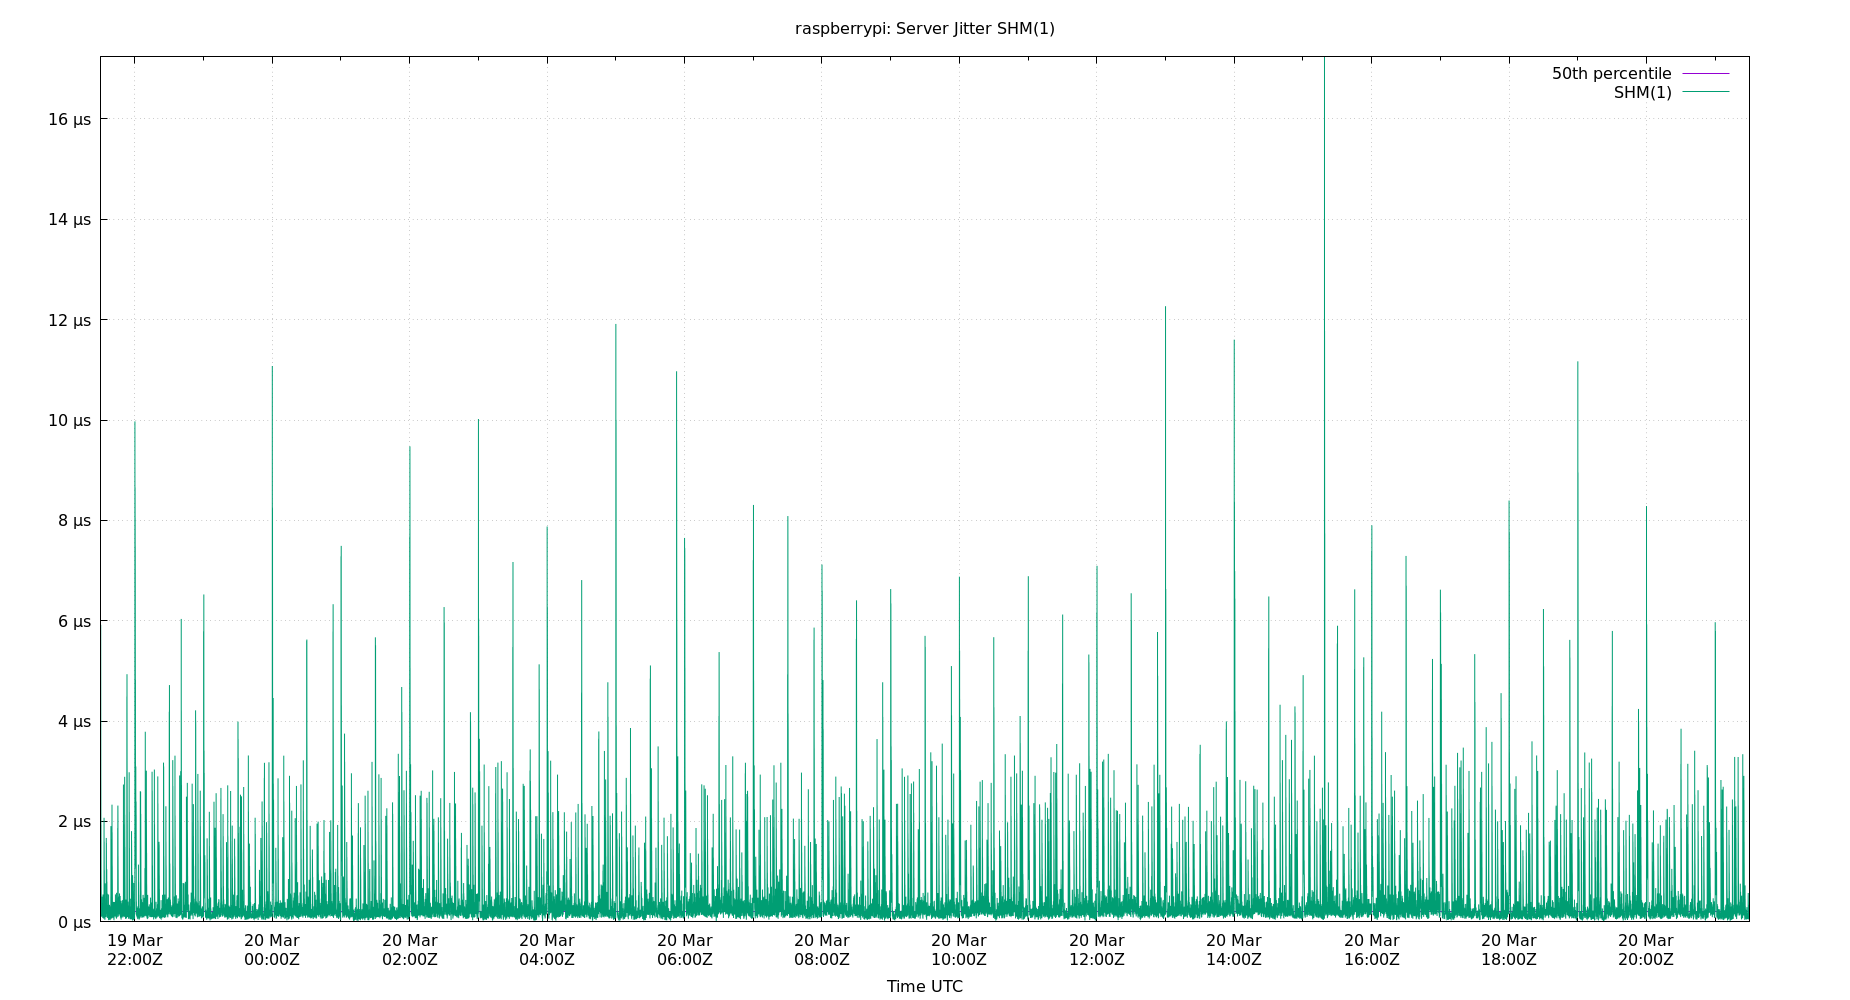 raspberrypi: Server Jitter SHM(1)
50th percentile
SHM(1)
16 µs
14 µs
12 µs
10 µs
8 µs
6 µs
4 µs
2 µs
0 µs
19 Mar 20 Mar 20 Mar 20 Mar 20 Mar 20 Mar 20 Mar 20 Mar 20 Mar 20 Mar 20 Mar 20 Mar
22:00Z 00:00Z 02:00Z 04:00Z 06:00Z 08:00Z 10:00Z 12:00Z 14:00Z 16:00Z 18:00Z 20:00Z
Time UTC